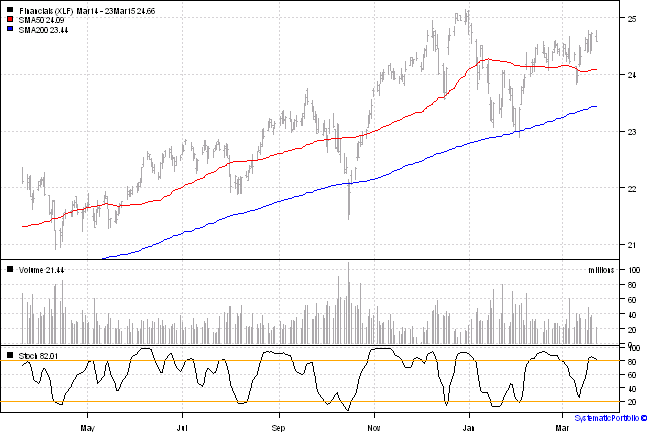 Financials (XLF) Mar14 - 23Mar15 24.66
SMA50 24.09
SMA200 23.44
25
24
23
22
21
Volume 21.44
millions
100
80
60
40
20
0
Stoch 82.01
100
80
60
40
20
May
Jul
Sep
Nov
Jan
Mar
SystematicPortfolio ©